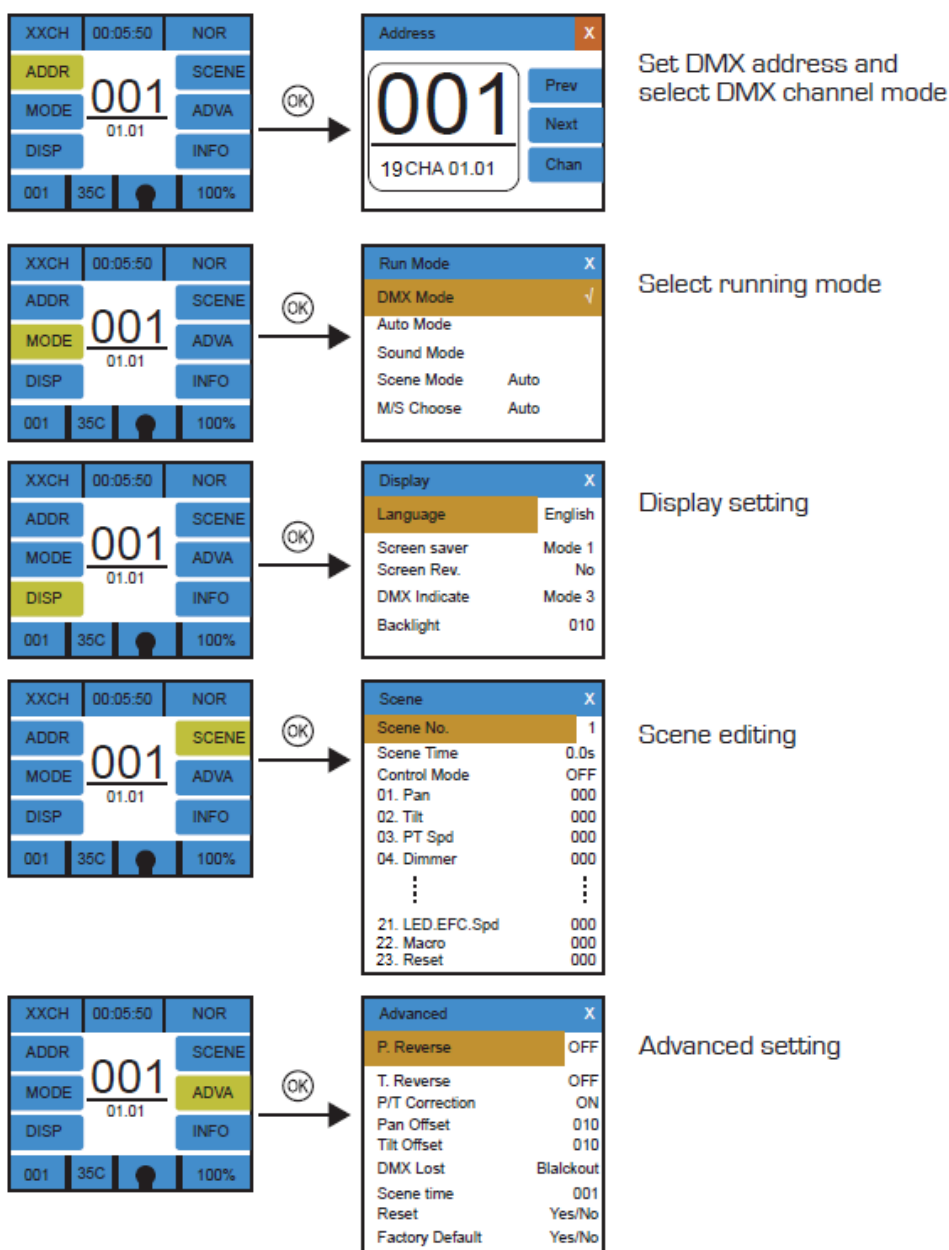 XXCH 00:05:50 NOR
ADDR SCENE
MODE 001 ADVA
01.01
DISP INFO
001 35C 100%
OK
Address X
001
19 CHA 01.01
Prev
Next
Chan
Set DMX address and
select DMX channel mode
XXCH 00:05:50 NOR
ADDR SCENE
MODE 001 ADVA
01.01
DISP INFO
001 35C 100%
OK
Run Mode X
DMX Mode √
Auto Mode
Sound Mode
Scene Mode Auto
M/S Choose Auto
Select running mode
XXCH 00:05:50 NOR
ADDR SCENE
MODE 001 ADVA
01.01
DISP INFO
001 35C 100%
OK
Display X
Language English
Screen saver Mode 1
Screen Rev. No
DMX Indicate Mode 3
Backlight 010
Display setting
XXCH 00:05:50 NOR
ADDR SCENE
MODE 001 ADVA
01.01
DISP INFO
001 35C 100%
OK
Scene X
Scene No. 1
Scene Time 0.0s
Control Mode OFF
01. Pan 000
02. Tilt 000
03. PT Spd 000
04. Dimmer 000
21. LED.EFC.Spd 000
22. Macro 000
23. Reset 000
Scene editing
XXCH 00:05:50 NOR
ADDR SCENE
MODE 001 ADVA
01.01
DISP INFO
001 35C 100%
OK
Advanced X
P. Reverse OFF
T. Reverse OFF
P/T Correction ON
Pan Offset 010
Tilt Offset 010
DMX Lost Blalckout
Scene time 001
Reset Yes/No
Factory Default Yes/No
Advanced setting